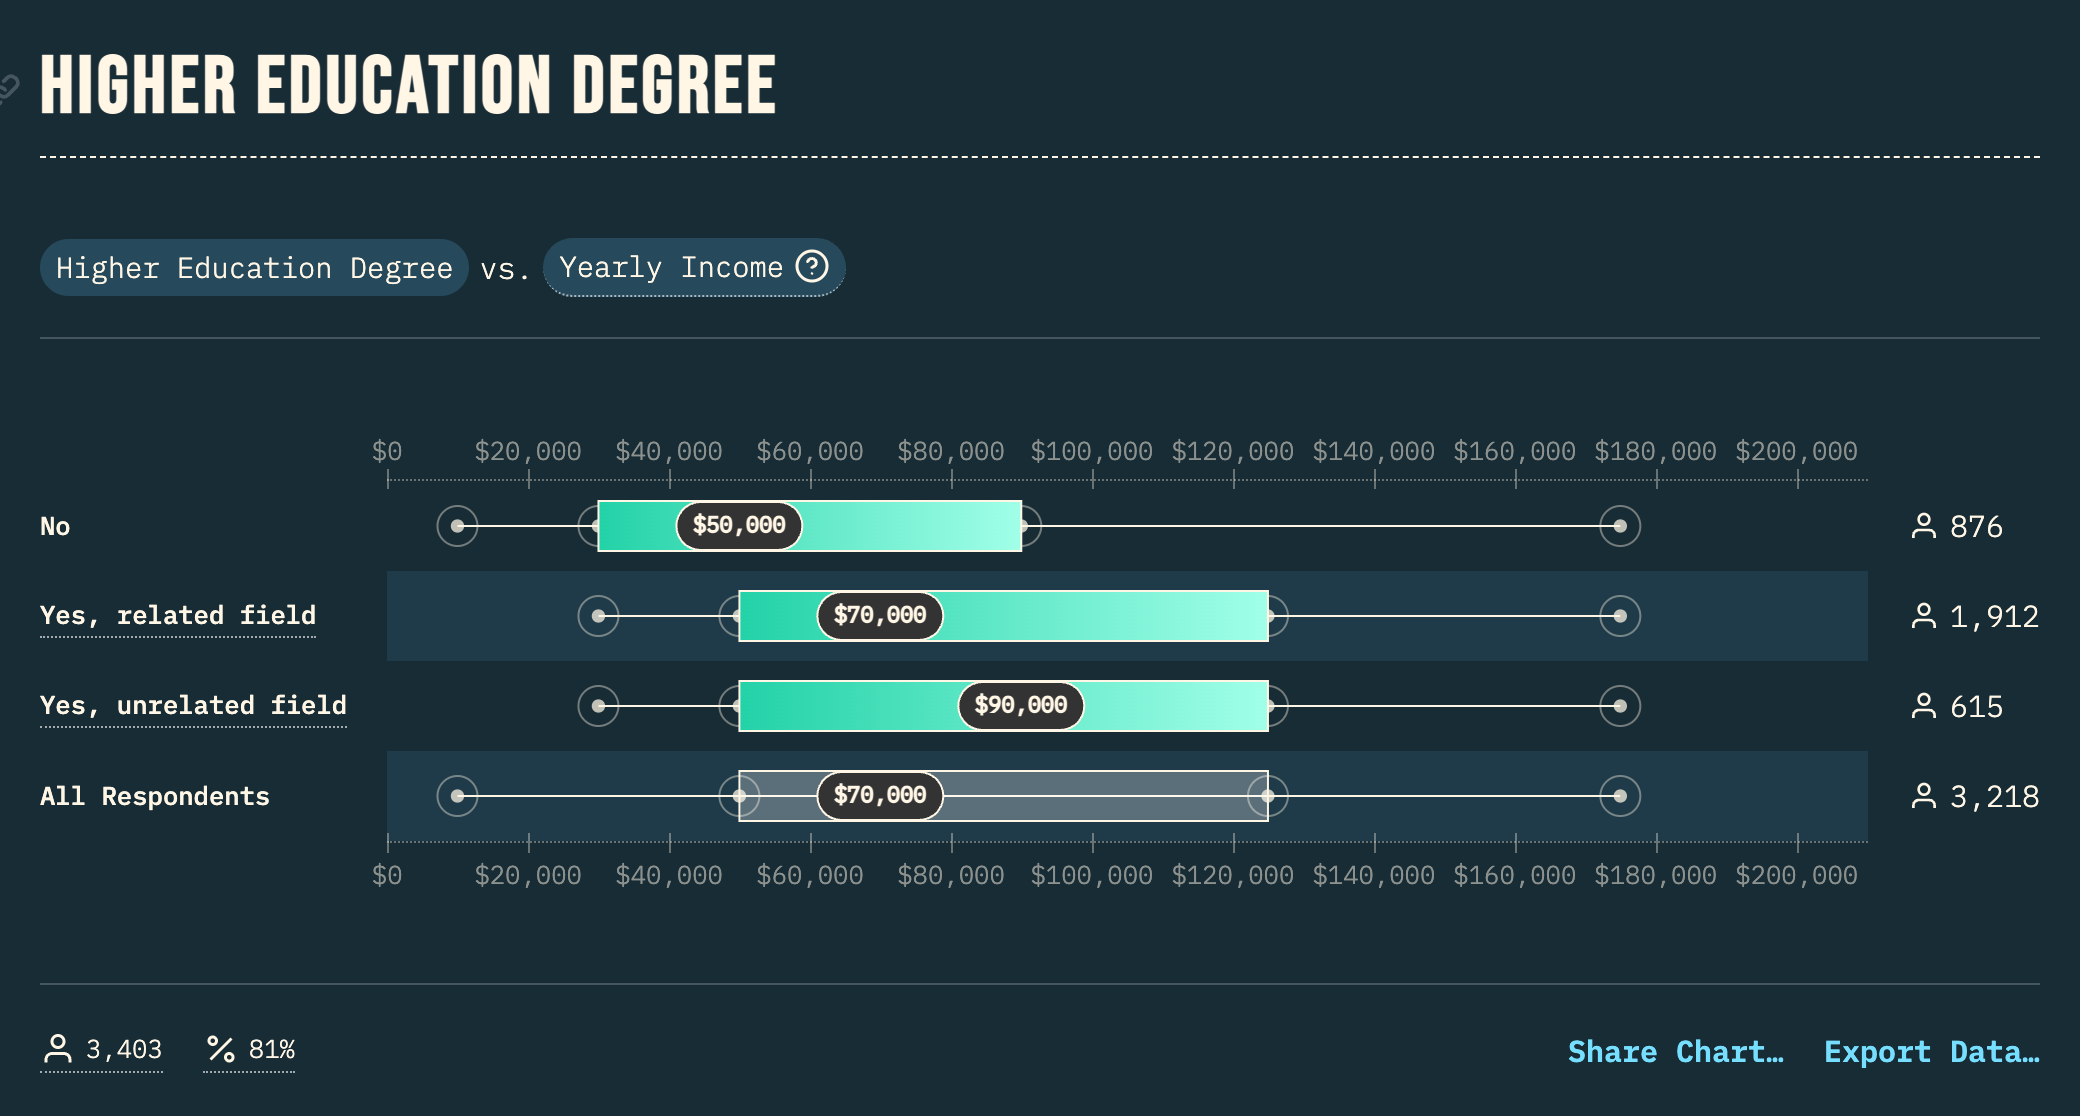 HIGHER EDUCATION DEGREE
Higher Education Degree vs. Yearly Income
$0 $20,000 $40,000 $60,000 $80,000 $100,000 $120,000 $140,000 $160,000 $180,000 $200,000
No $50,000 876
Yes, related field $70,000 1,912
Yes, unrelated field $90,000 615
All Respondents $70,000 3,218
$0 $20,000 $40,000 $60,000 $80,000 $100,000 $120,000 $140,000 $160,000 $180,000 $200,000
3,403 81% Share Chart… Export Data…